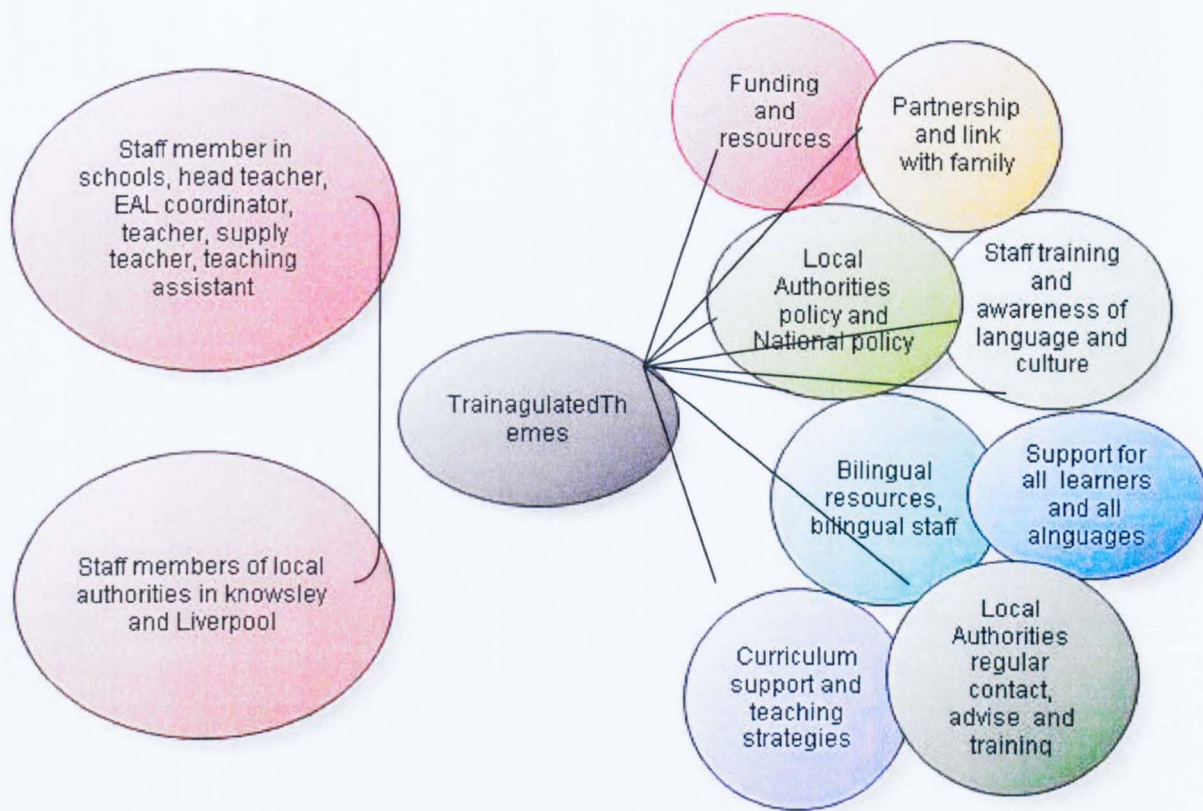 Staff member in
schools, head teacher,
EAL coordinator,
teacher, supply
teacher, teaching
assistant
Staff members of local
authorities in knowsley
and Liverpool
TrainagulatedTh
emes
Funding
and
resources
Partnership
and link
with family
Local
Authorities
policy and
National policy
Staff training
and
awareness of
language and
culture
Bilingual
resources,
bilingual staff
Support for
all learners
and all
alnguages
Curriculum
support and
teaching
strategies
Local
Authorities
regular
contact,
advise and
training